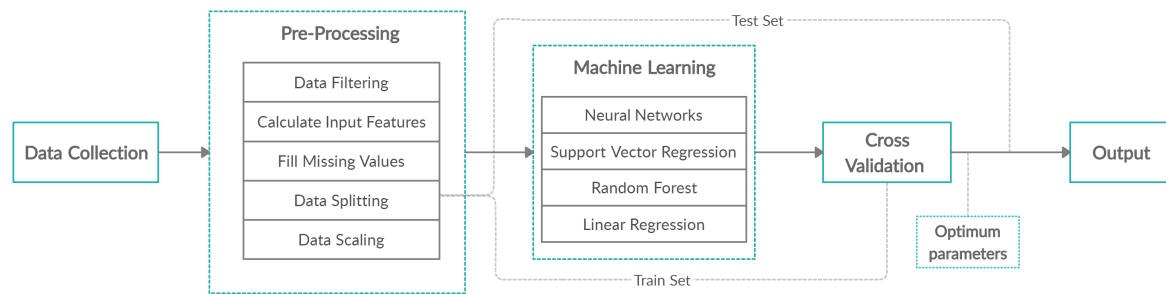 Data Collection
Pre-Processing
Data Filtering
Calculate Input Features
Fill Missing Values
Data Splitting
Data Scaling
Test Set
Machine Learning
Neural Networks
Support Vector Regression
Random Forest
Linear Regression
Train Set
Cross
Validation
Optimum
parameters
Output